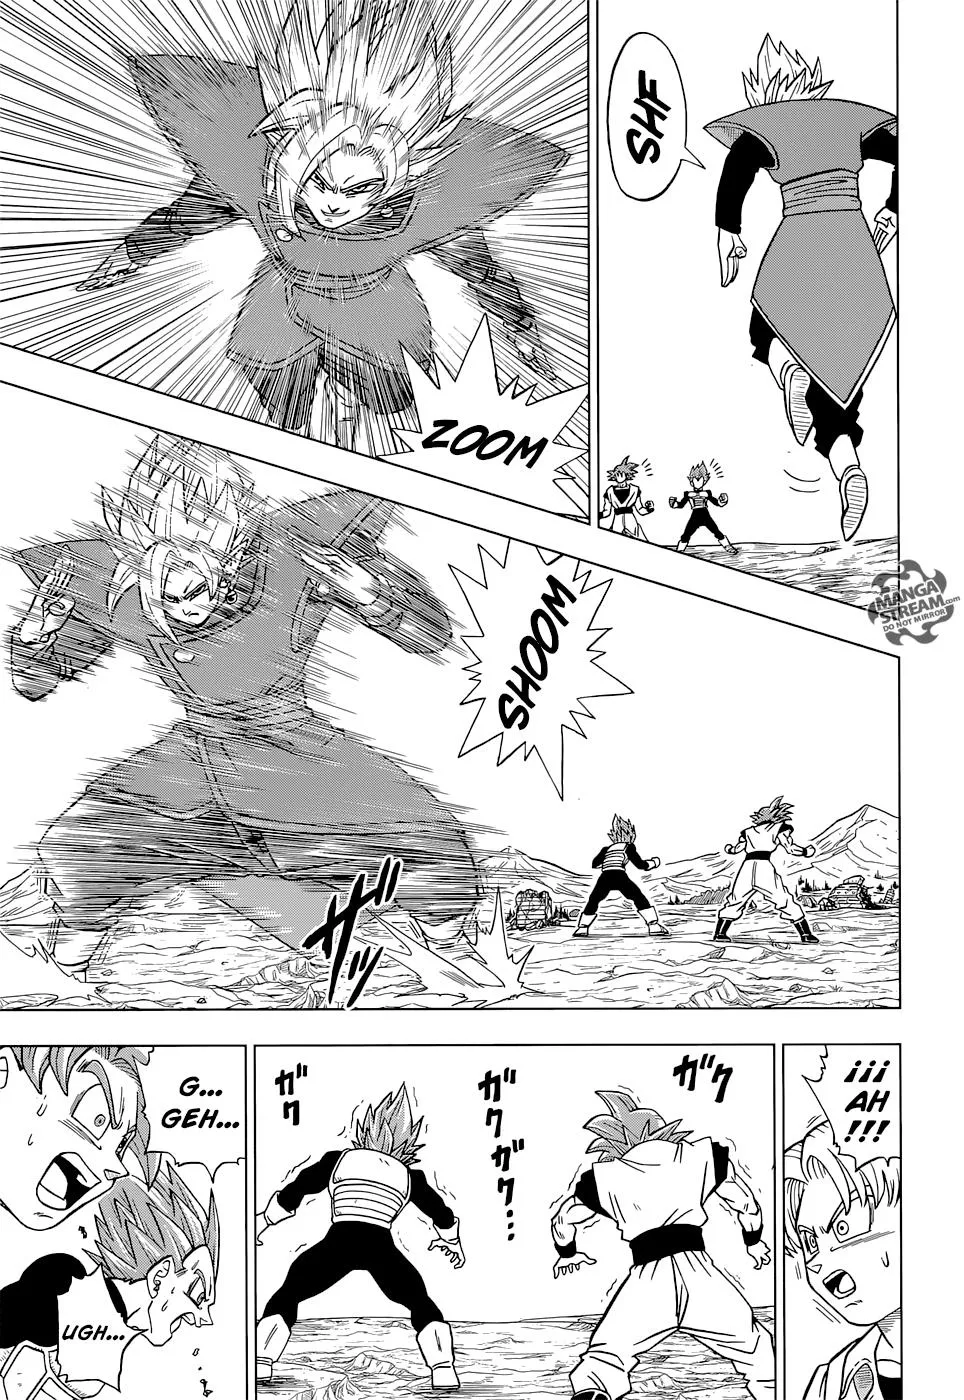 SHF
ZOOM
SHOOM
ザッ
MANGA
STREAM.com
DO NOT MIRROR
¡¡¡
AH
!!!
ガク
ガク
ガク
ガク…
G...
GEH...
UGH...